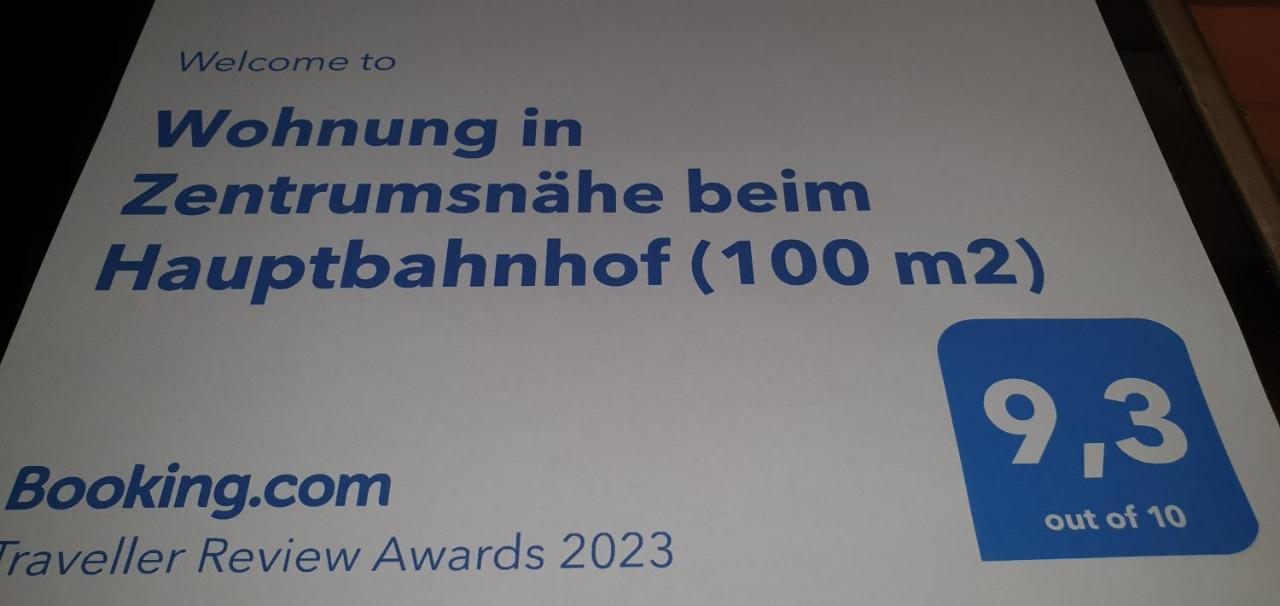 Welcome to
Wohnung in
Zentrumsnähe beim
Hauptbahnhof (100 m2)
9,3
out of 10
Booking.com
Traveller Review Awards 2023